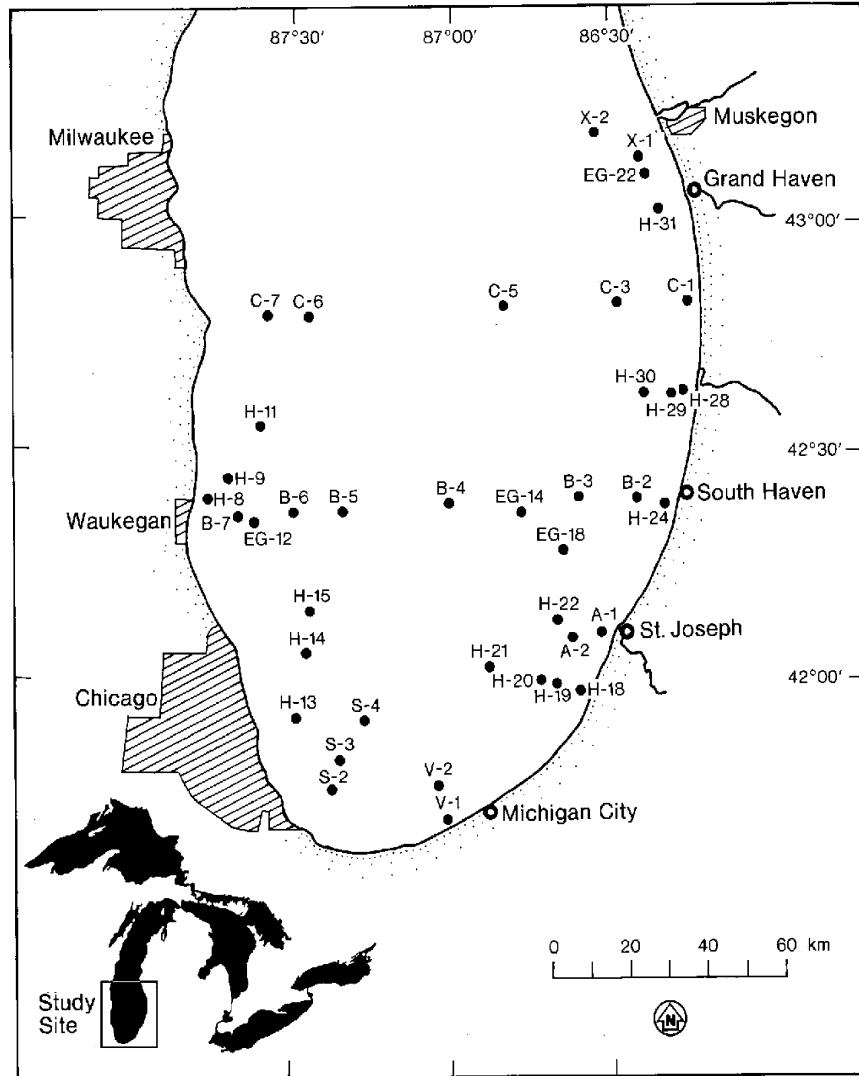 87°30′ 87°00′ 86°30′
X-2
Muskegon
Milwaukee
X-1
EG-22
Grand Haven
H-31
43°00′
C-7 C-6 C-5 C-3 C-1
H-30
H-29 H-28
H-11
42°30′
H-9
H-8
B-7
EG-12
B-6 B-5 B-4 EG-14 B-3 B-2
H-24
South Haven
Waukegan
EG-18
H-15
H-22 A-1
St. Joseph
A-2
H-14
H-21
H-20 H-19 H-18
42°00′
Chicago
H-13 S-4
S-3
S-2
V-2
V-1
Michigan City
0 20 40 60 km
Study
Site
N